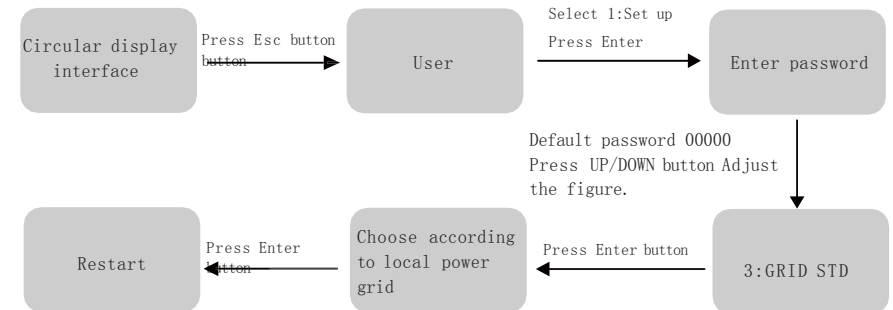 Circular display
interface
Press Esc button
button
User
Select 1:Set up
Press Enter
Enter password
Default password 00000
Press UP/DOWN button Adjust
the figure.
3:GRID STD
Press Enter button
Choose according
to local power
grid
Press Enter
button
Restart